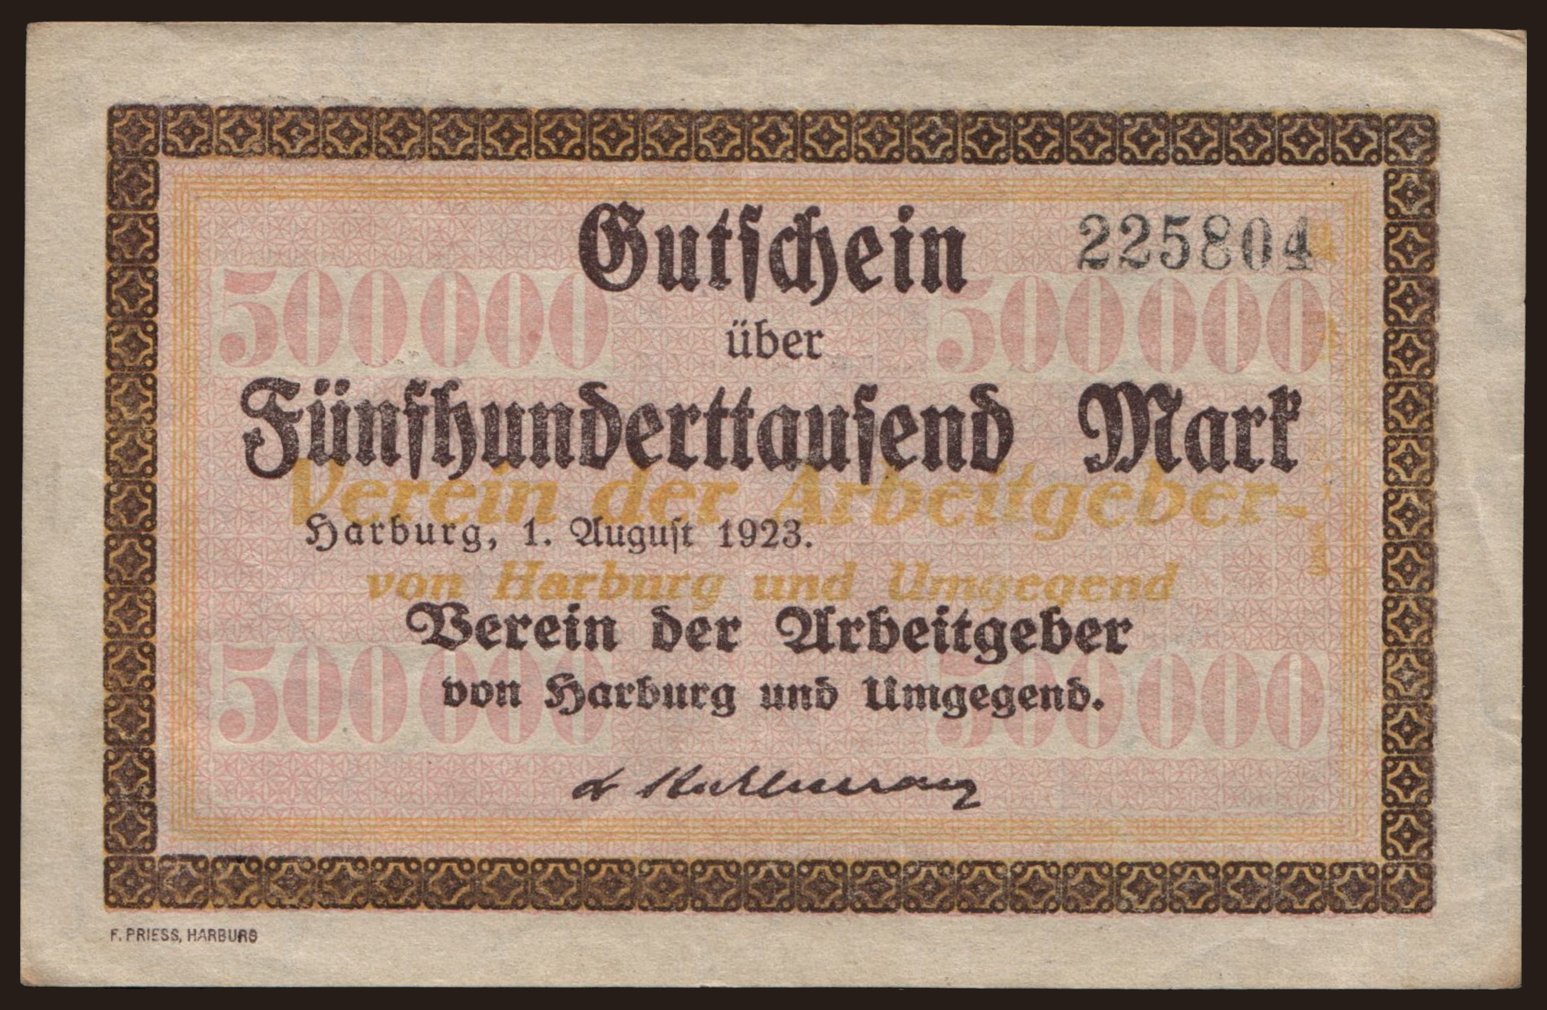 Gutschein
225804
500000 500000
über
Fünfhunderttausend Mark
Verein der Arbeitgeber-
Harburg, 1. August 1923.
von Harburg und Umgegend
Verein der Arbeitgeber
500000 500000
von Harburg und Umgegend.
F. PRIESS, HARBURG